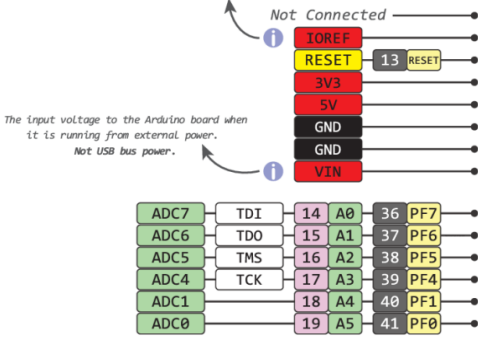 Not Connected
IOREF
RESET 13 RESET
3V3
5V
GND
The input voltage to the Arduino board when
it is running from external power.
Not USB bus power.
GND
VIN
ADC7 TDI 14 A0 36 PF7
ADC6 TDO 15 A1 37 PF6
ADC5 TMS 16 A2 38 PF5
ADC4 TCK 17 A3 39 PF4
ADC1 18 A4 40 PF1
ADC0 19 A5 41 PF0